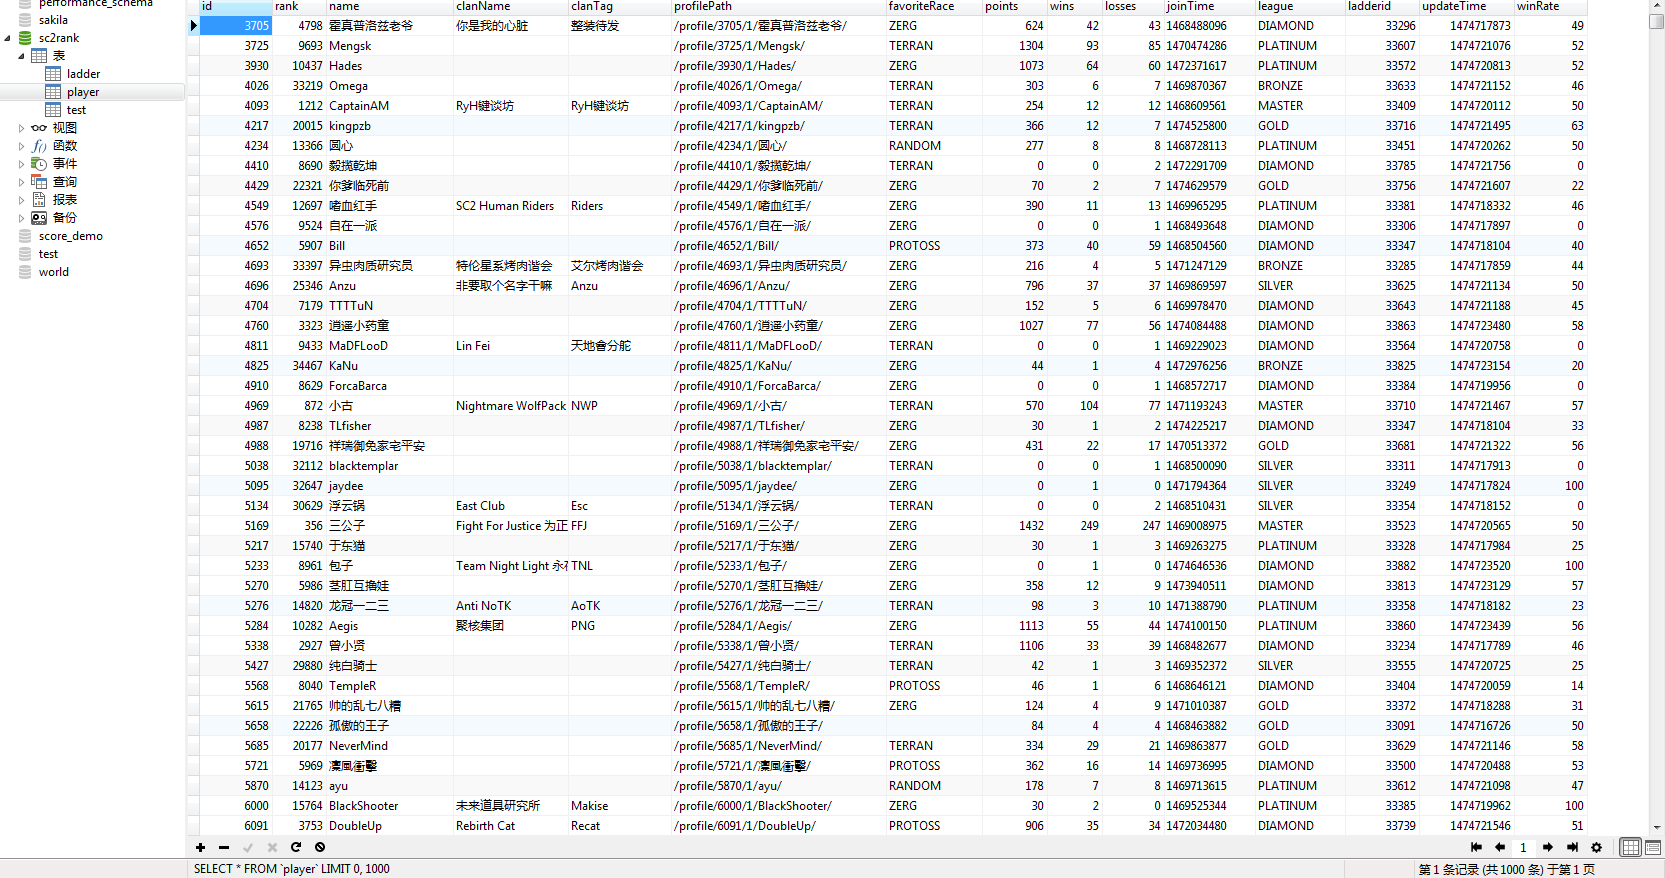 performance_schema
sakila
sc2rank
表
ladder
player
test
视图
函数
事件
查询
报表
备份
score_demo
test
world
id rank name clanName clanTag profilePath favoriteRace points wins losses joinTime league ladderid updateTime winRate
3705 4798 霍真普洛兹老爷 你是我的心脏 整装待发 /profile/3705/1/霍真普洛兹老爷/ ZERG 624 42 43 1468488073 DIAMOND 33296 1474717873 49
3725 9693 Mengsk /profile/3725/1/Mengsk/ TERRAN 1304 93 85 1470474286 PLATINUM 33607 1474721076 52
3930 10437 Hades /profile/3930/1/Hades/ ZERG 1073 64 60 1472371617 PLATINUM 33572 1474720813 52
4026 33219 Omega /profile/4026/1/Omega/ TERRAN 303 6 7 1469870367 BRONZE 33633 1474721152 46
4093 1212 CaptainAM RyH键谈坊 RyH键谈坊 /profile/4093/1/CaptainAM/ TERRAN 254 12 12 1468609561 MASTER 33409 1474720112 50
4217 20015 kingpzb /profile/4217/1/kingpzb/ TERRAN 366 12 7 1474525800 GOLD 33716 1474721495 63
4234 13366 圆心 /profile/4234/1/圆心/ RANDOM 277 8 8 1468728113 PLATINUM 33451 1474720262 50
4410 8690 毅揽乾坤 /profile/4410/1/毅揽乾坤/ TERRAN 0 0 2 1472291709 DIAMOND 33785 1474721756 0
4429 22321 你爹临死前 /profile/4429/1/你爹临死前/ ZERG 70 2 7 1474629579 GOLD 33756 1474721607 22
4549 12697 嗜血红手 SC2 Human Riders Riders /profile/4549/1/嗜血红手/ ZERG 390 11 13 1469965295 PLATINUM 33381 1474718332 46
4576 9524 自在一派 /profile/4576/1/自在一派/ ZERG 0 0 1 1468493648 DIAMOND 33306 1474717897 0
4652 5907 Bill /profile/4652/1/Bill/ PROTOSS 373 40 59 1468504560 DIAMOND 33347 1474718104 40
4693 33397 异虫肉质研究员 特伦星系烤肉谐会 艾尔烤肉谐会 /profile/4693/1/异虫肉质研究员/ ZERG 216 4 5 1471247129 BRONZE 33285 1474717859 44
4696 25346 Anzu 非要取个名字干嘛 Anzu /profile/4696/1/Anzu/ ZERG 796 37 37 1469869597 SILVER 33625 1474721134 50
4704 7179 TTTTuN /profile/4704/1/TTTTuN/ ZERG 152 5 6 1469978470 DIAMOND 33643 1474721188 45
4760 3323 逍遥小药童 /profile/4760/1/逍遥小药童/ ZERG 1027 77 56 1474084488 DIAMOND 33863 1474723480 58
4811 9433 MaDFLooD Lin Fei 天地會分舵 /profile/4811/1/MaDFLooD/ TERRAN 0 0 1 1469229023 DIAMOND 33564 1474720758 0
4825 34467 KaNu /profile/4825/1/KaNu/ ZERG 44 1 4 1472976256 BRONZE 33825 1474723154 20
4910 8629 ForcaBarca /profile/4910/1/ForcaBarca/ ZERG 0 0 1 1468572717 DIAMOND 33384 1474719956 0
4969 872 小古 Nightmare WolfPack NWP /profile/4969/1/小古/ TERRAN 570 104 77 1471193243 MASTER 33710 1474721467 57
4987 8238 TLfisher /profile/4987/1/TLfisher/ ZERG 30 1 2 1474225217 DIAMOND 33347 1474718104 33
4988 19716 祥瑞御免家宅平安 /profile/4988/1/祥瑞御免家宅平安/ ZERG 431 22 17 1470513372 GOLD 33681 1474721322 56
5038 32112 blacktemplar /profile/5038/1/blacktemplar/ TERRAN 0 0 1 1468500090 SILVER 33311 1474717913 0
5095 32647 jaydee /profile/5095/1/jaydee/ ZERG 0 1 0 1471794364 SILVER 33249 1474717824 100
5134 30629 浮云锅 East Club Esc /profile/5134/1/浮云锅/ TERRAN 0 0 2 1468510431 SILVER 33354 1474718152 0
5169 356 三公子 Fight For Justice 为正 FFJ /profile/5169/1/三公子/ ZERG 1432 249 247 1469008975 MASTER 33523 1474720565 50
5217 15740 于东猫 /profile/5217/1/于东猫/ ZERG 30 1 3 1469263275 PLATINUM 33328 1474717984 25
5233 8961 包子 Team Night Light 永 TNL /profile/5233/1/包子/ ZERG 0 1 0 1474646536 DIAMOND 33882 1474723520 100
5270 5986 茎肛互撸娃 /profile/5270/1/茎肛互撸娃/ ZERG 358 12 9 1473940511 DIAMOND 33813 1474723129 57
5276 14820 龙冠一二三 Anti NoTK AoTK /profile/5276/1/龙冠一二三/ TERRAN 98 3 10 1471388790 PLATINUM 33358 1474718182 23
5284 10282 Aegis 聚核集团 PNG /profile/5284/1/Aegis/ ZERG 1113 55 44 1474100150 PLATINUM 33860 1474723439 56
5338 2927 曾小贤 /profile/5338/1/曾小贤/ TERRAN 1106 33 39 1468482677 DIAMOND 33234 1474717789 46
5427 29880 纯白骑士 /profile/5427/1/纯白骑士/ TERRAN 42 1 3 1469352372 SILVER 33555 1474720725 25
5568 8040 TempleR /profile/5568/1/TempleR/ PROTOSS 46 1 6 1468646121 DIAMOND 33404 1474720059 14
5615 21765 帅的乱七八糟 /profile/5615/1/帅的乱七八糟/ ZERG 124 4 9 1471010387 GOLD 33372 1474718288 31
5658 22226 孤傲的王子 /profile/5658/1/孤傲的王子/ 84 4 4 1468463882 GOLD 33091 1474716726 50
5685 20177 NeverMind /profile/5685/1/NeverMind/ TERRAN 334 29 21 1469863877 GOLD 33629 1474721146 58
5721 5969 風衝擊 /profile/5721/1/風衝擊/ PROTOSS 362 16 14 1469736995 DIAMOND 33500 1474720488 53
5870 14123 ayu /profile/5870/1/ayu/ RANDOM 178 7 8 1469713615 PLATINUM 33612 1474721098 47
6000 15764 BlackShooter 未来道具研究所 Makise /profile/6000/1/BlackShooter/ ZERG 30 2 0 1469525344 PLATINUM 33385 1474719962 100
6091 3753 DoubleUp Rebirth Cat Recat /profile/6091/1/DoubleUp/ PROTOSS 906 35 34 1472034480 DIAMOND 33739 1474721546 51
1
SELECT * FROM `player` LIMIT 0, 1000
第 1 条记录 (共 1000 条) 于第 1 页